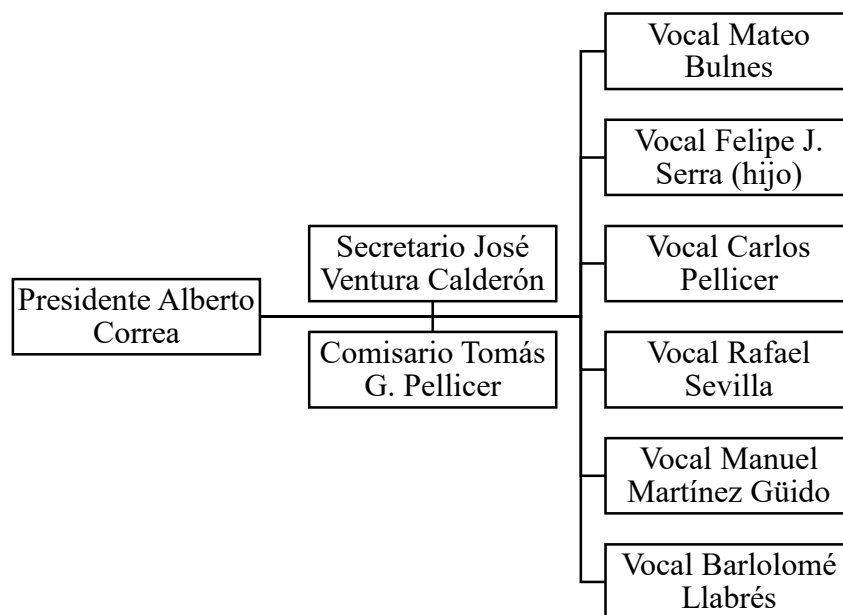 Presidente Alberto
Correa
Secretario José
Ventura Calderón
Comisario Tomás
G. Pellicer
Vocal Mateo
Bulnes
Vocal Felipe J.
Serra (hijo)
Vocal Carlos
Pellicer
Vocal Rafael
Sevilla
Vocal Manuel
Martínez Güido
Vocal Barlolomé
Llabrés